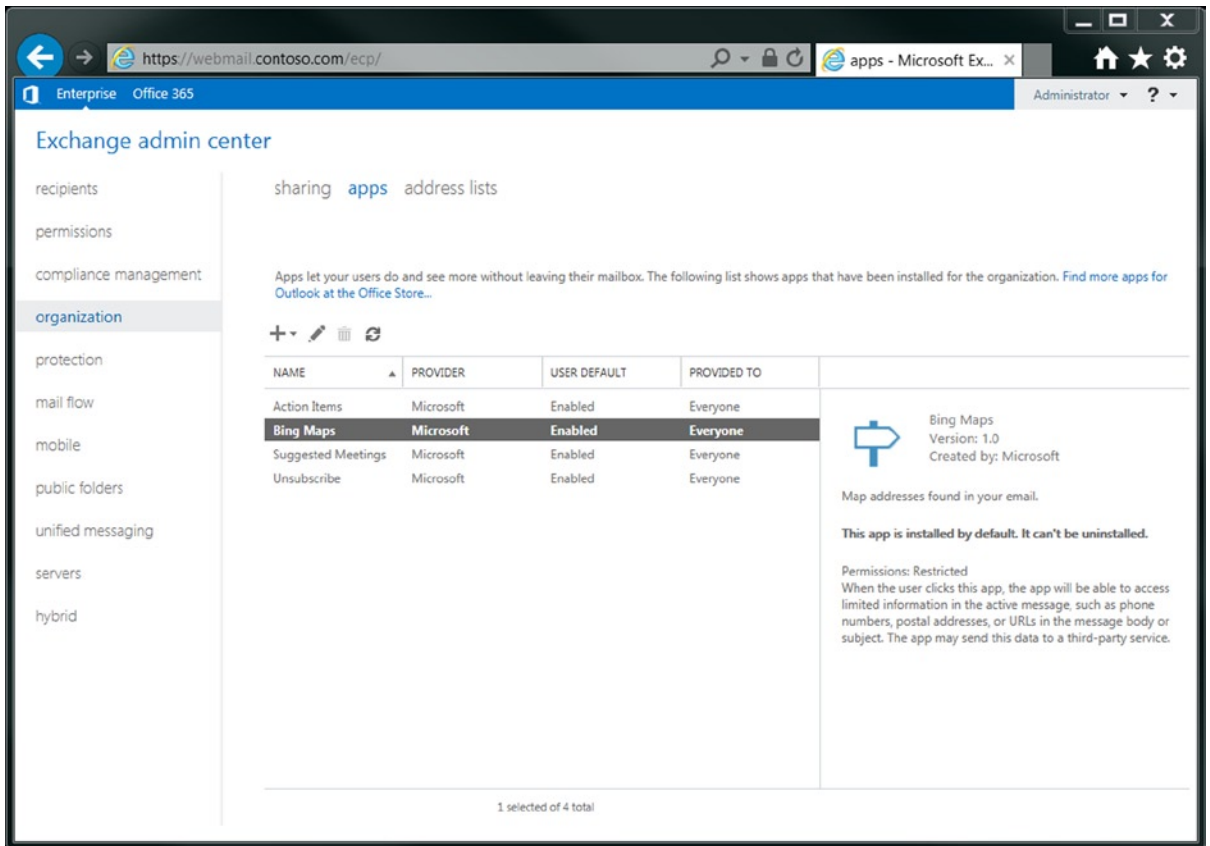 https://webmail.contoso.com/ecp/
apps - Microsoft Ex...
Enterprise Office 365
Administrator ?
Exchange admin center
recipients
permissions
compliance management
organization
protection
mail flow
mobile
public folders
unified messaging
servers
hybrid
sharing apps address lists
Apps let your users do and see more without leaving their mailbox. The following list shows apps that have been installed for the organization. Find more apps for
Outlook at the Office Store...
NAME PROVIDER USER DEFAULT PROVIDED TO
Action Items Microsoft Enabled Everyone
Bing Maps Microsoft Enabled Everyone
Suggested Meetings Microsoft Enabled Everyone
Unsubscribe Microsoft Enabled Everyone
Bing Maps
Version: 1.0
Created by: Microsoft
Map addresses found in your email.
This app is installed by default. It can't be uninstalled.
Permissions: Restricted
When the user clicks this app, the app will be able to access
limited information in the active message, such as phone
numbers, postal addresses, or URLs in the message body or
subject. The app may send this data to a third-party service.
1 selected of 4 total